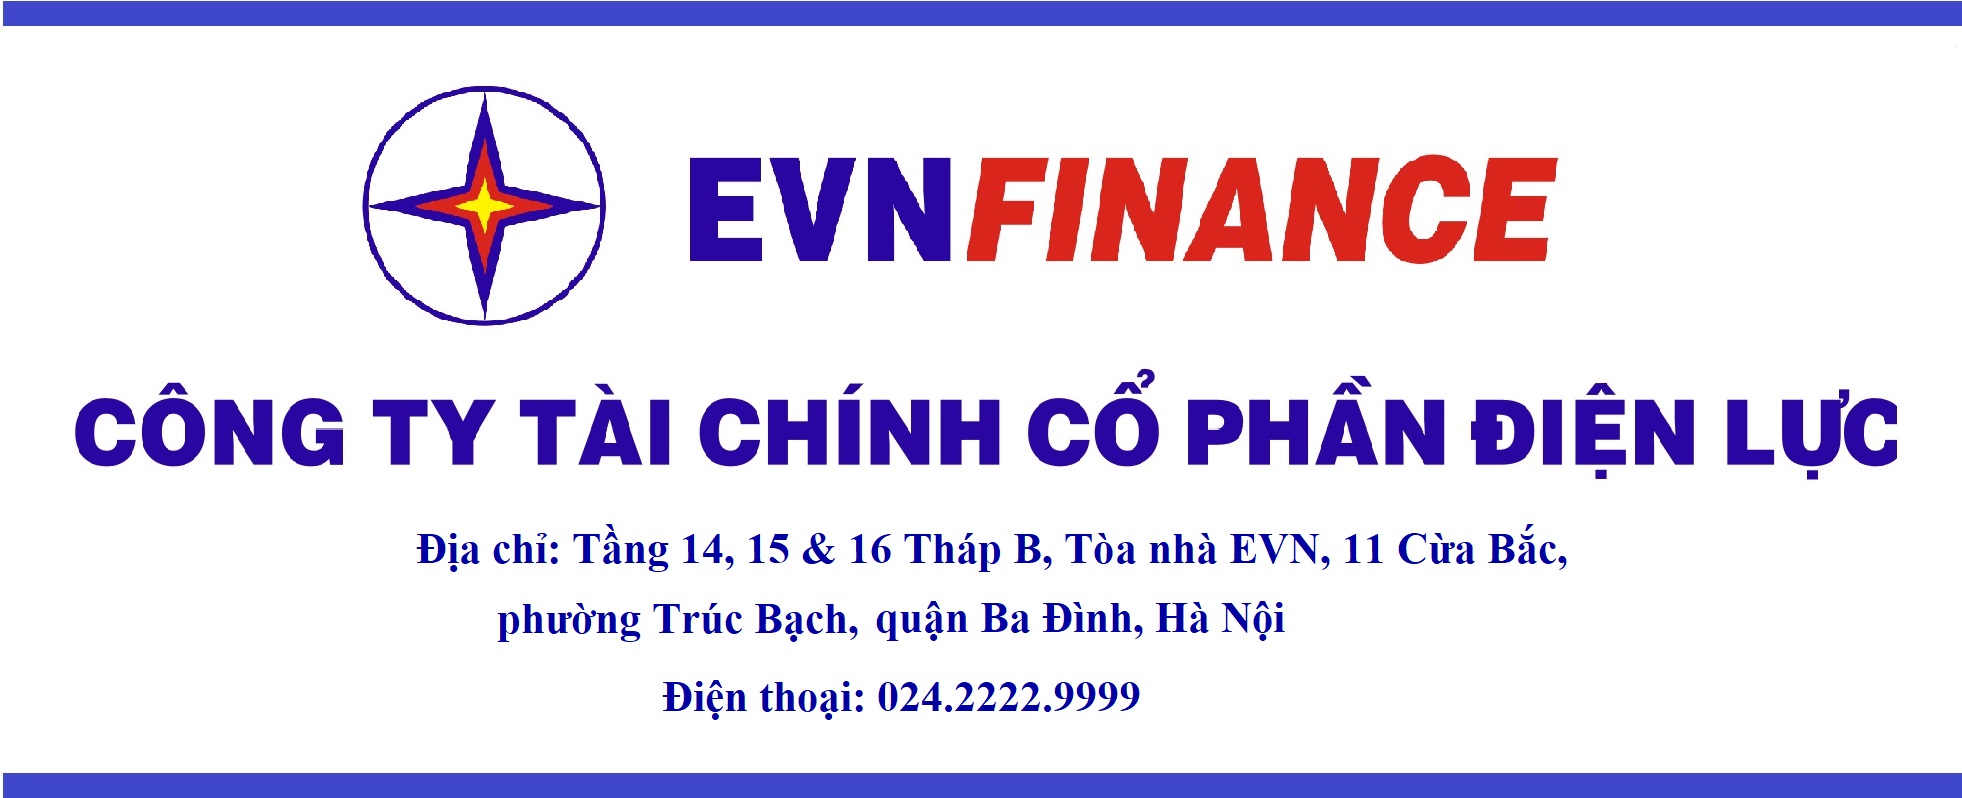 EVNFINANCE
CÔNG TY TÀI CHÍNH CỔ PHẦN ĐIỆN LỰC
Địa chỉ: Tầng 14, 15 & 16 Tháp B, Tòa nhà EVN, 11 Cừa Bắc,
phường Trúc Bạch, quận Ba Đình, Hà Nội
Điện thoại: 024.2222.9999